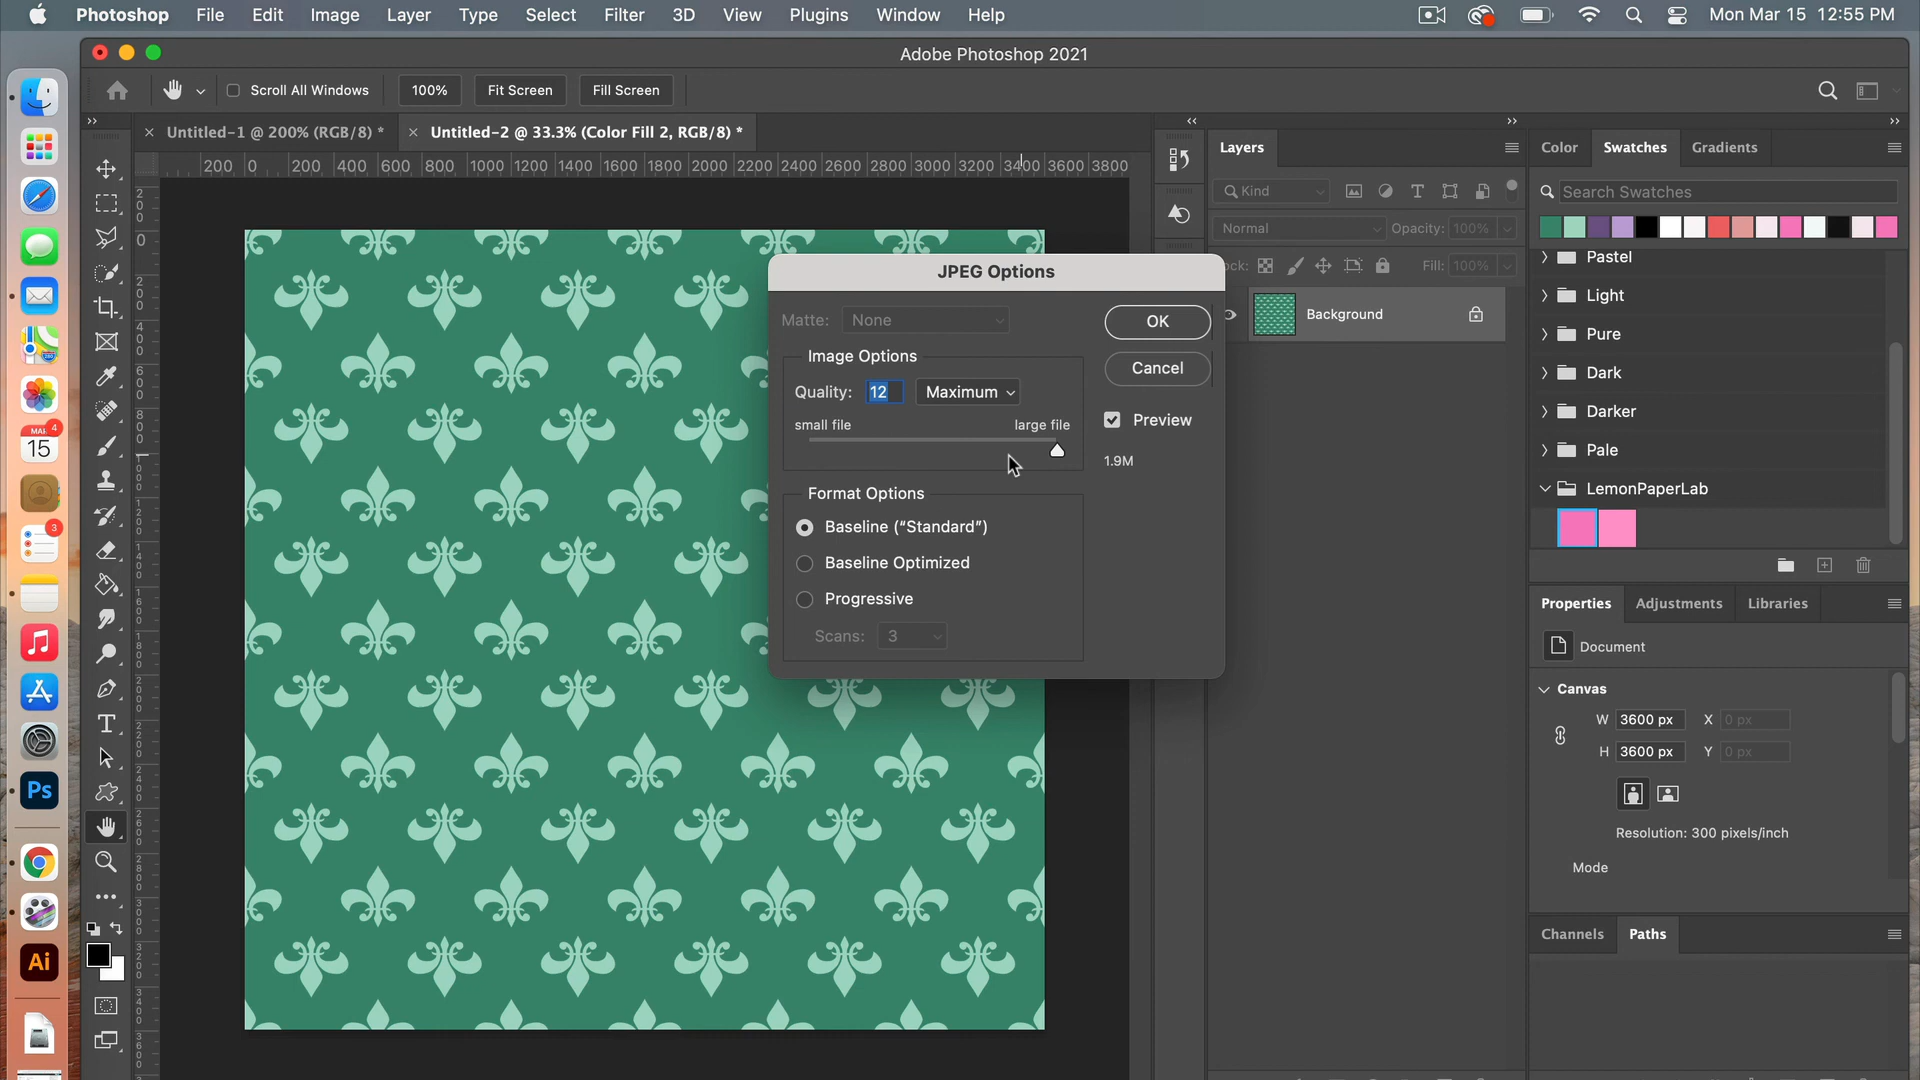 Photoshop File Edit Image Layer Type Select Filter 3D View Plugins Window Help Mon Mar 15 12:55 PM
Adobe Photoshop 2021
Scroll All Windows 100% Fit Screen Fill Screen
Untitled-1 @ 200% (RGB/8) * Untitled-2 @ 33.3% (Color Fill 2, RGB/8) *
200 0 200 400 600 800 1000 1200 1400 1600 1800 2000 2200 2400 2600 2800 3000 3200 3400 3600 3800
Layers
Kind
Normal Opacity: 100%
ock: Fill: 100%
Background
JPEG Options
Matte: None
OK
Cancel
Image Options
Quality: 12 Maximum
small file large file
Preview
1.9M
Format Options
Baseline (“Standard”)
Baseline Optimized
Progressive
Scans: 3
Color Swatches Gradients
Search Swatches
Pastel
Light
Pure
Dark
Darker
Pale
LemonPaperLab
Properties Adjustments Libraries
Document
Canvas
W 3600 px X 0 px
H 3600 px Y 0 px
Resolution: 300 pixels/inch
Mode
Channels Paths
4
15
3
Ps
Ai